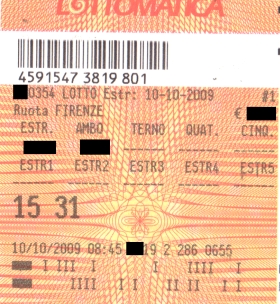 LOTTOMATICA
4591547 3819 801
0354 LOTTO Estr: 10-10-2009 #1
Ruota FIRENZE €
ESTR. AMBO TERNO QUAT. CINQ.
ESTR1 ESTR2 ESTR3 ESTR4 ESTR5
15 31
10/10/2009 08:45 19 2 286 0655